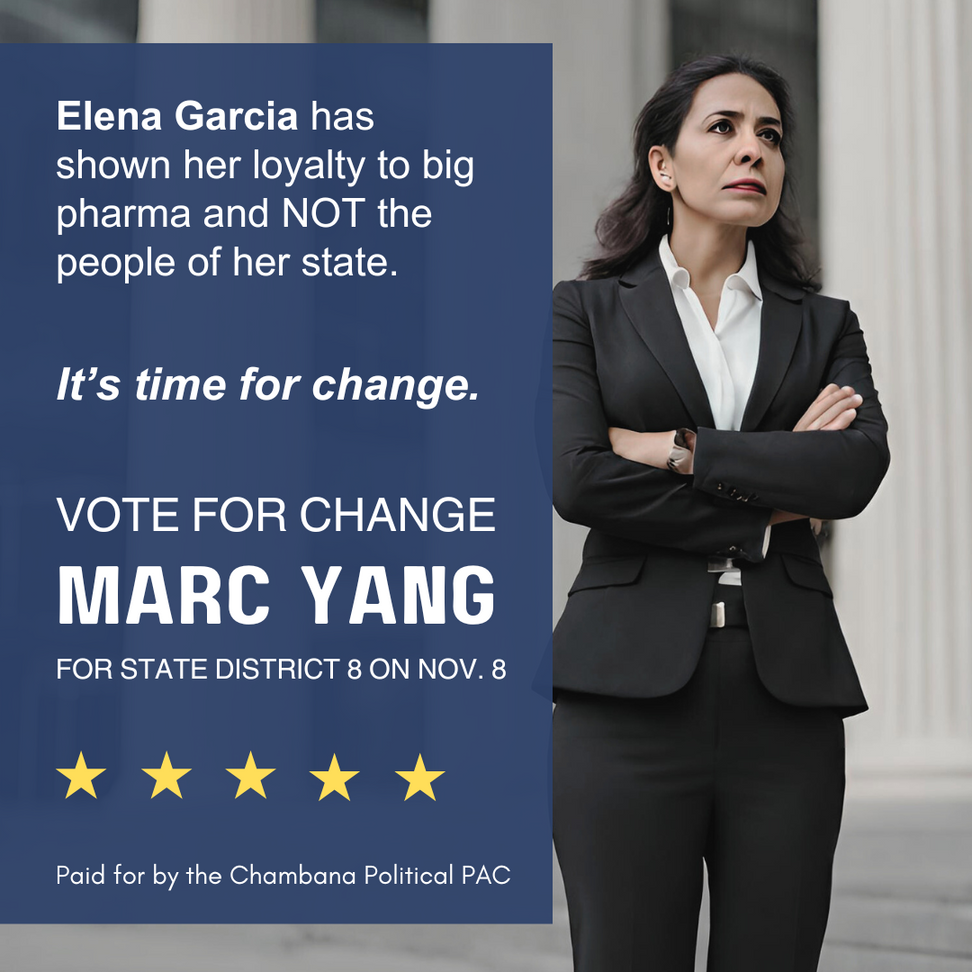 Elena Garcia has
shown her loyalty to big
pharma and NOT the
people of her state.
It’s time for change.
VOTE FOR CHANGE
MARC YANG
FOR STATE DISTRICT 8 ON NOV. 8
Paid for by the Chambana Political PAC